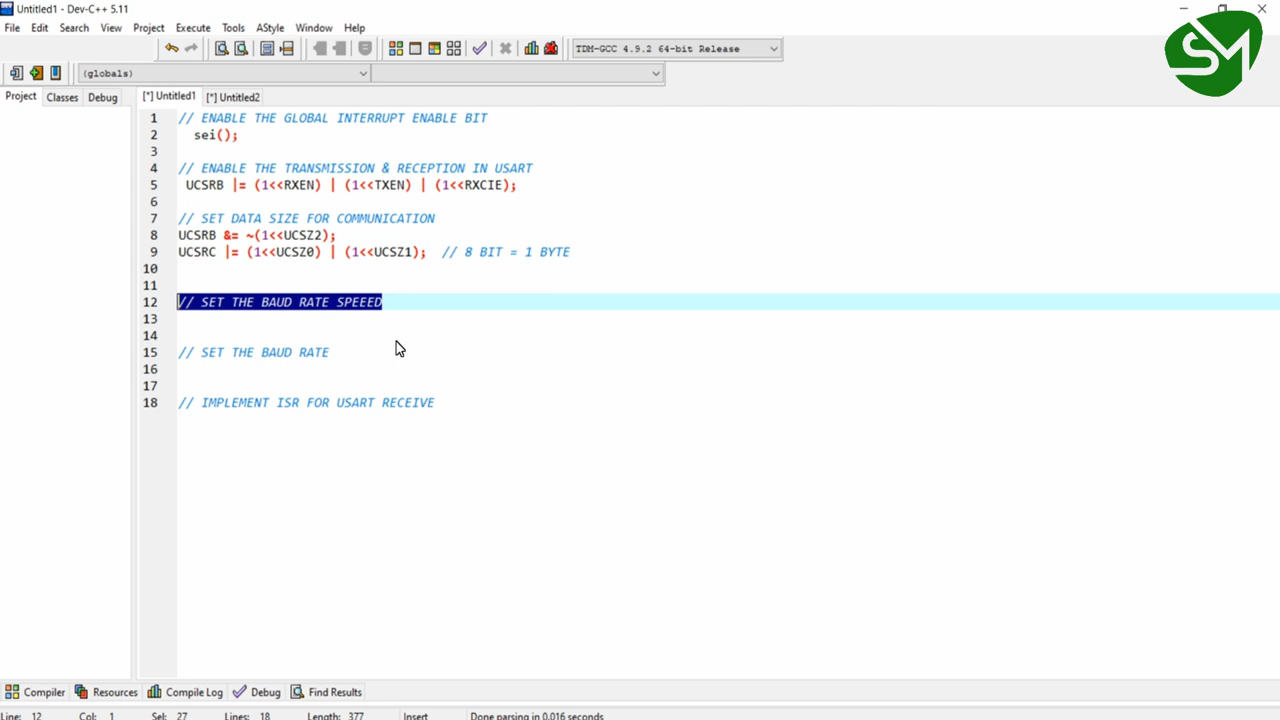 Untitled1 - Dev-C++ 5.11
File Edit Search View Project Execute Tools AStyle Window Help
TDM-GCC 4.9.2 64-bit Release
(globals)
Project Classes Debug [*] Untitled1 [*] Untitled2
1 // ENABLE THE GLOBAL INTERRUPT ENABLE BIT
2 sei();
3
4 // ENABLE THE TRANSMISSION & RECEPTION IN USART
5 UCSRB |= (1<<RXEN) | (1<<TXEN) | (1<<RXCIE);
6
7 // SET DATA SIZE FOR COMMUNICATION
8 UCSRB &= ~(1<<UCSZ2);
9 UCSRC |= (1<<UCSZ0) | (1<<UCSZ1); // 8 BIT = 1 BYTE
10
11
12 // SET THE BAUD RATE SPEEED
13
14
15 // SET THE BAUD RATE
16
17
18 // IMPLEMENT ISR FOR USART RECEIVE
Compiler Resources Compile Log Debug Find Results
Line: 12 Col: 1 Sel: 27 Lines: 18 Length: 377 Insert Done parsing in 0.016 seconds
SM